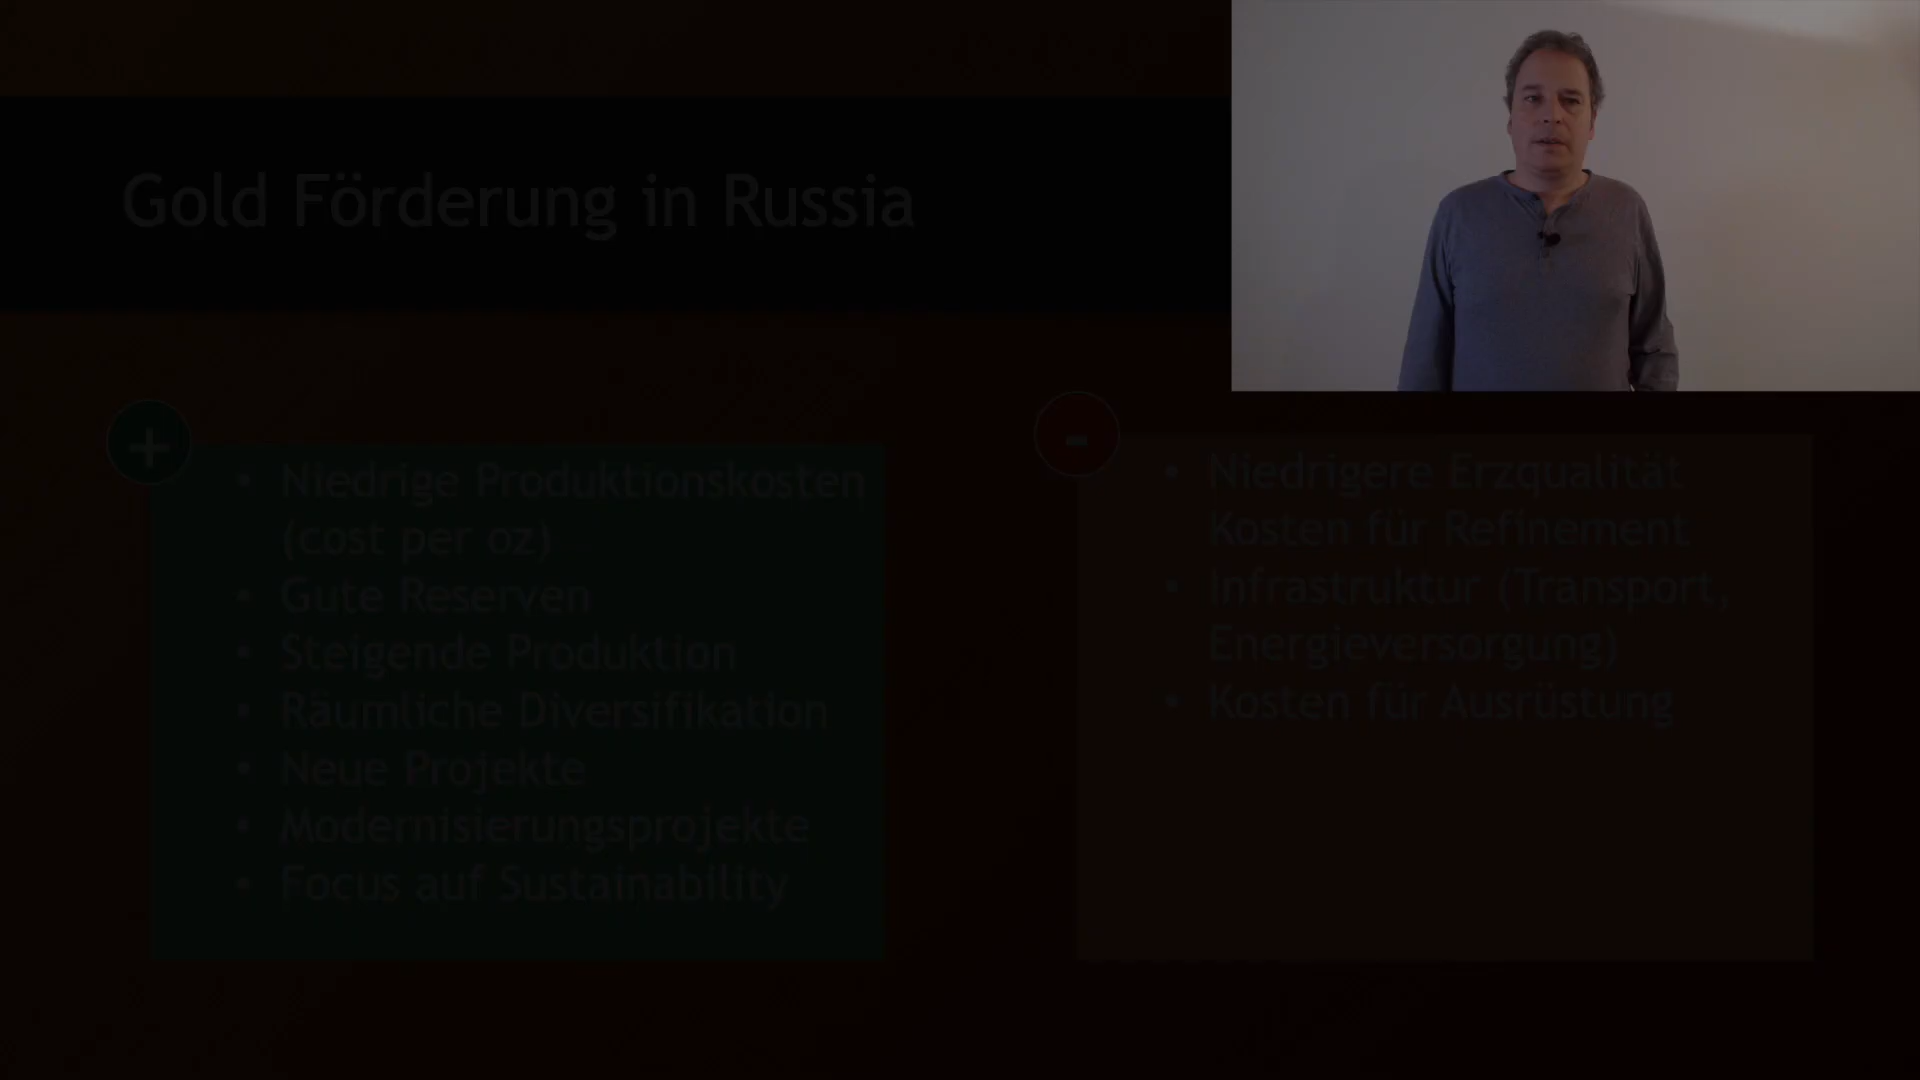 Gold Förderung in Russia
+
• Niedrige Produktionskosten
(cost per oz)
• Gute Reserven
• Steigende Produktion
• Räumliche Diversifikation
• Neue Projekte
• Modernisierungsprojekte
• Focus auf Sustainability
-
• Niedrigere Erzqualität
Kosten für Refinement
• Infrastruktur (Transport,
Energieversorgung)
• Kosten für Ausrüstung